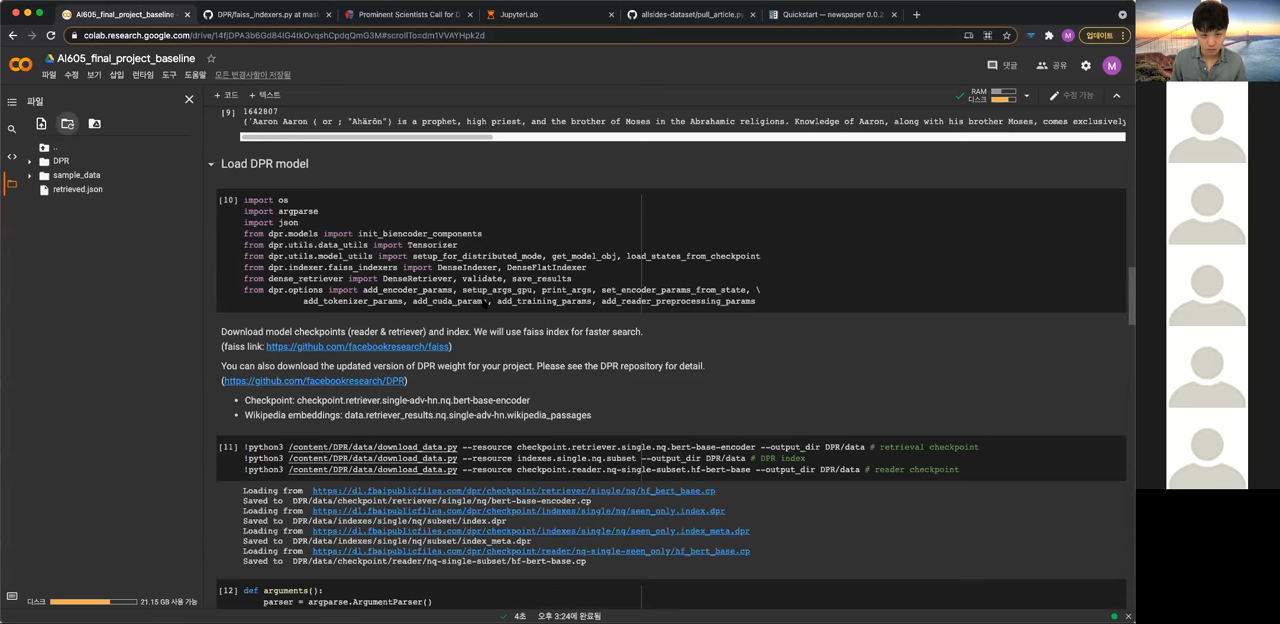 AI605_final_project_baseline
DPR/faiss_indexers.py at mast
Prominent Scientists Call for D
JupyterLab
allsides-dataset/pull_article.py
Quickstart — newspaper 0.0.2
colab.research.google.com/drive/14fjDPA3b6Gd84IG4tkOvqshCpdqQmG3M#scrollTo=dm1VVAYHpk2d
M
업데이트
AI605_final_project_baseline
파일 수정 보기 삽입 런타임 도구 도움말 모든 변경사항이 저장됨
댓글
공유
M
파일
+ 코드 + 텍스트
RAM
디스크
수정 가능
..
DPR
sample_data
retrieved.json
[9] 1642807
('Aaron Aaron ( or ; "Ahärôn") is a prophet, high priest, and the brother of Moses in the Abrahamic religions. Knowledge of Aaron, along with his brother Moses, comes exclusively
Load DPR model
[10] import os
import argparse
import json
from dpr.models import init_biencoder_components
from dpr.utils.data_utils import Tensorizer
from dpr.utils.model_utils import setup_for_distributed_mode, get_model_obj, load_states_from_checkpoint
from dpr.indexer.faiss_indexers import DenseIndexer, DenseFlatIndexer
from dense_retriever import DenseRetriever, validate, save_results
from dpr.options import add_encoder_params, setup_args_gpu, print_args, set_encoder_params_from_state, \
add_tokenizer_params, add_cuda_params, add_training_params, add_reader_preprocessing_params
Download model checkpoints (reader & retriever) and index. We will use faiss index for faster search.
(faiss link: https://github.com/facebookresearch/faiss)
You can also download the updated version of DPR weight for your project. Please see the DPR repository for detail.
(https://github.com/facebookresearch/DPR)
• Checkpoint: checkpoint.retriever.single-adv-hn.nq.bert-base-encoder
• Wikipedia embeddings: data.retriever_results.nq.single-adv-hn.wikipedia_passages
[11] !python3 /content/DPR/data/download_data.py --resource checkpoint.retriever.single.nq.bert-base-encoder --output_dir DPR/data # retrieval checkpoint
!python3 /content/DPR/data/download_data.py --resource indexes.single.nq.subset --output_dir DPR/data # DPR index
!python3 /content/DPR/data/download_data.py --resource checkpoint.reader.nq-single-subset.hf-bert-base --output_dir DPR/data # reader checkpoint
Loading from https://dl.fbaipublicfiles.com/dpr/checkpoint/retriever/single/nq/hf_bert_base.cp
Saved to DPR/data/checkpoint/retriever/single/nq/bert-base-encoder.cp
Loading from https://dl.fbaipublicfiles.com/dpr/checkpoint/indexes/single/nq/seen_only.index.dpr
Saved to DPR/data/indexes/single/nq/subset/index.dpr
Loading from https://dl.fbaipublicfiles.com/dpr/checkpoint/indexes/single/nq/seen_only.index_meta.dpr
Saved to DPR/data/indexes/single/nq/subset/index_meta.dpr
Loading from https://dl.fbaipublicfiles.com/dpr/checkpoint/reader/nq-single-seen_only/hf_bert_base.cp
Saved to DPR/data/checkpoint/reader/nq-single-subset/hf-bert-base.cp
[12] def arguments():
parser = argparse.ArgumentParser()
디스크
21.15 GB 사용 가능
4초 오후 3:24에 완료됨